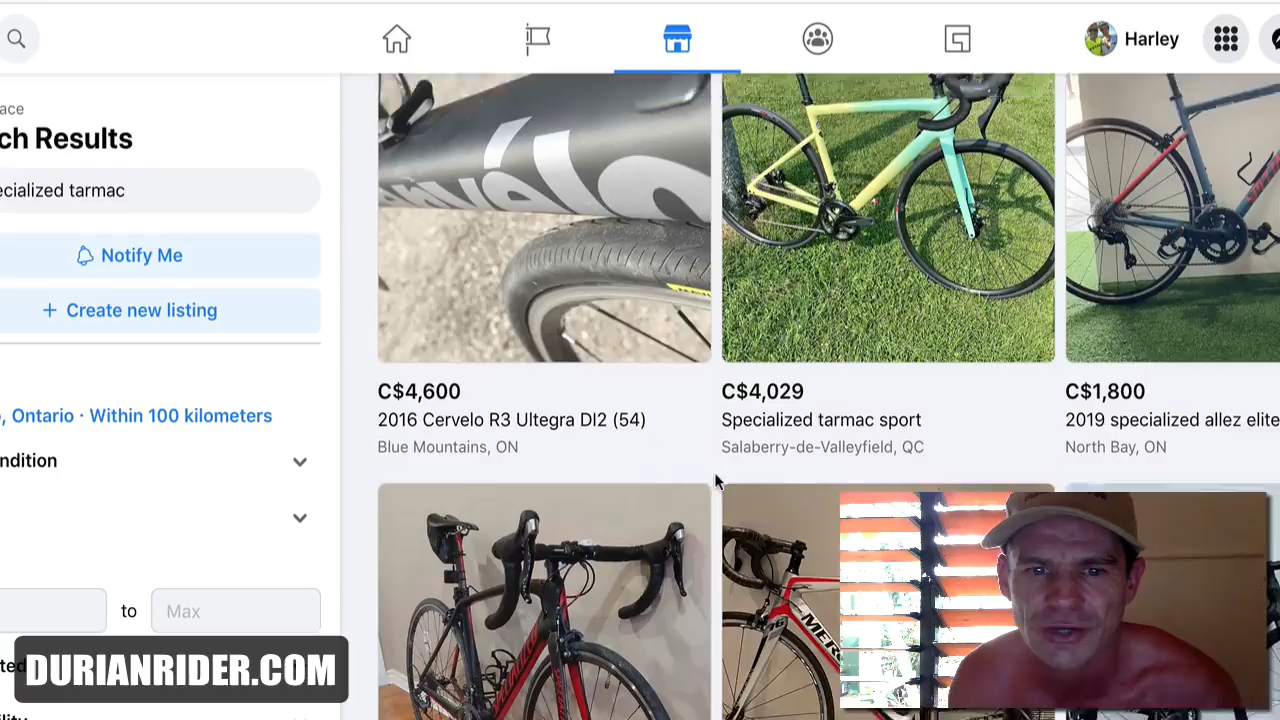 Harley
ace
ch Results
ecialized tarmac
Notify Me
+ Create new listing
, Ontario · Within 100 kilometers
ndition
to
Max
DURIANRIDER.COM
C$4,600
2016 Cervelo R3 Ultegra DI2 (54)
Blue Mountains, ON
C$4,029
Specialized tarmac sport
Salaberry-de-Valleyfield, QC
C$1,800
2019 specialized allez elite
North Bay, ON